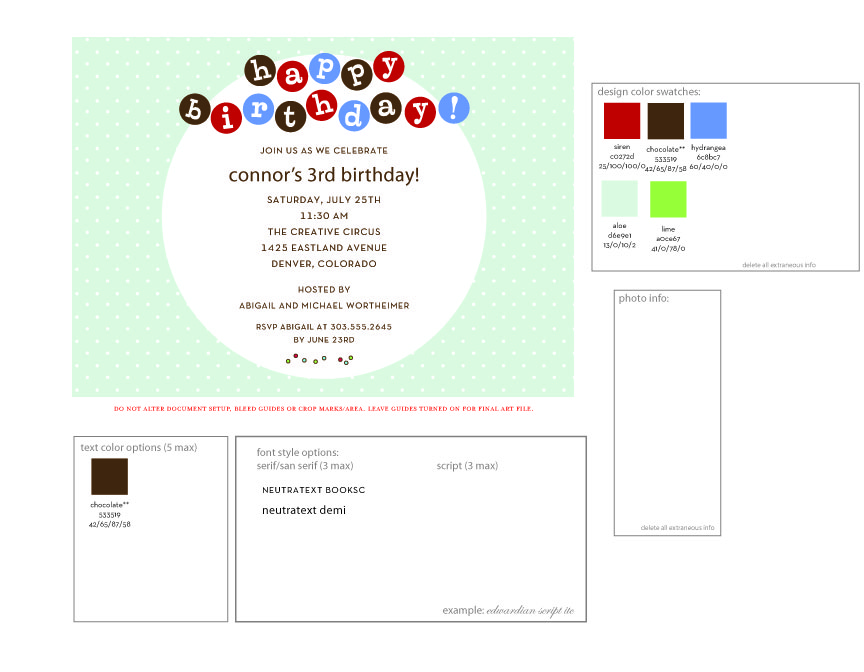 happy
birthday!
JOIN US AS WE CELEBRATE
connor's 3rd birthday!
SATURDAY, JULY 25TH
11:30 AM
THE CREATIVE CIRCUS
1425 EASTLAND AVENUE
DENVER, COLORADO
HOSTED BY
ABIGAIL AND MICHAEL WORTHEIMER
RSVP ABIGAIL AT 303.555.2645
BY JUNE 23RD
DO NOT ALTER DOCUMENT SETUP, BLEED GUIDES OR CROP MARKS/AREA. LEAVE GUIDES TURNED ON FOR FINAL ART FILE.
design color swatches:
siren chocolate** hydrangea
c0272d 533519 6c8bc7
25/100/100/0 42/65/87/58 60/40/0/0
aloe lime
d6e9e1 a0ce67
13/0/10/2 41/0/78/0
delete all extraneous info
photo info:
delete all extraneous info
text color options (5 max)
chocolate**
533519
42/65/87/58
font style options:
serif/san serif (3 max) script (3 max)
NEUTRATEXT BOOKSC
neutratext demi
example: edwardian script itc